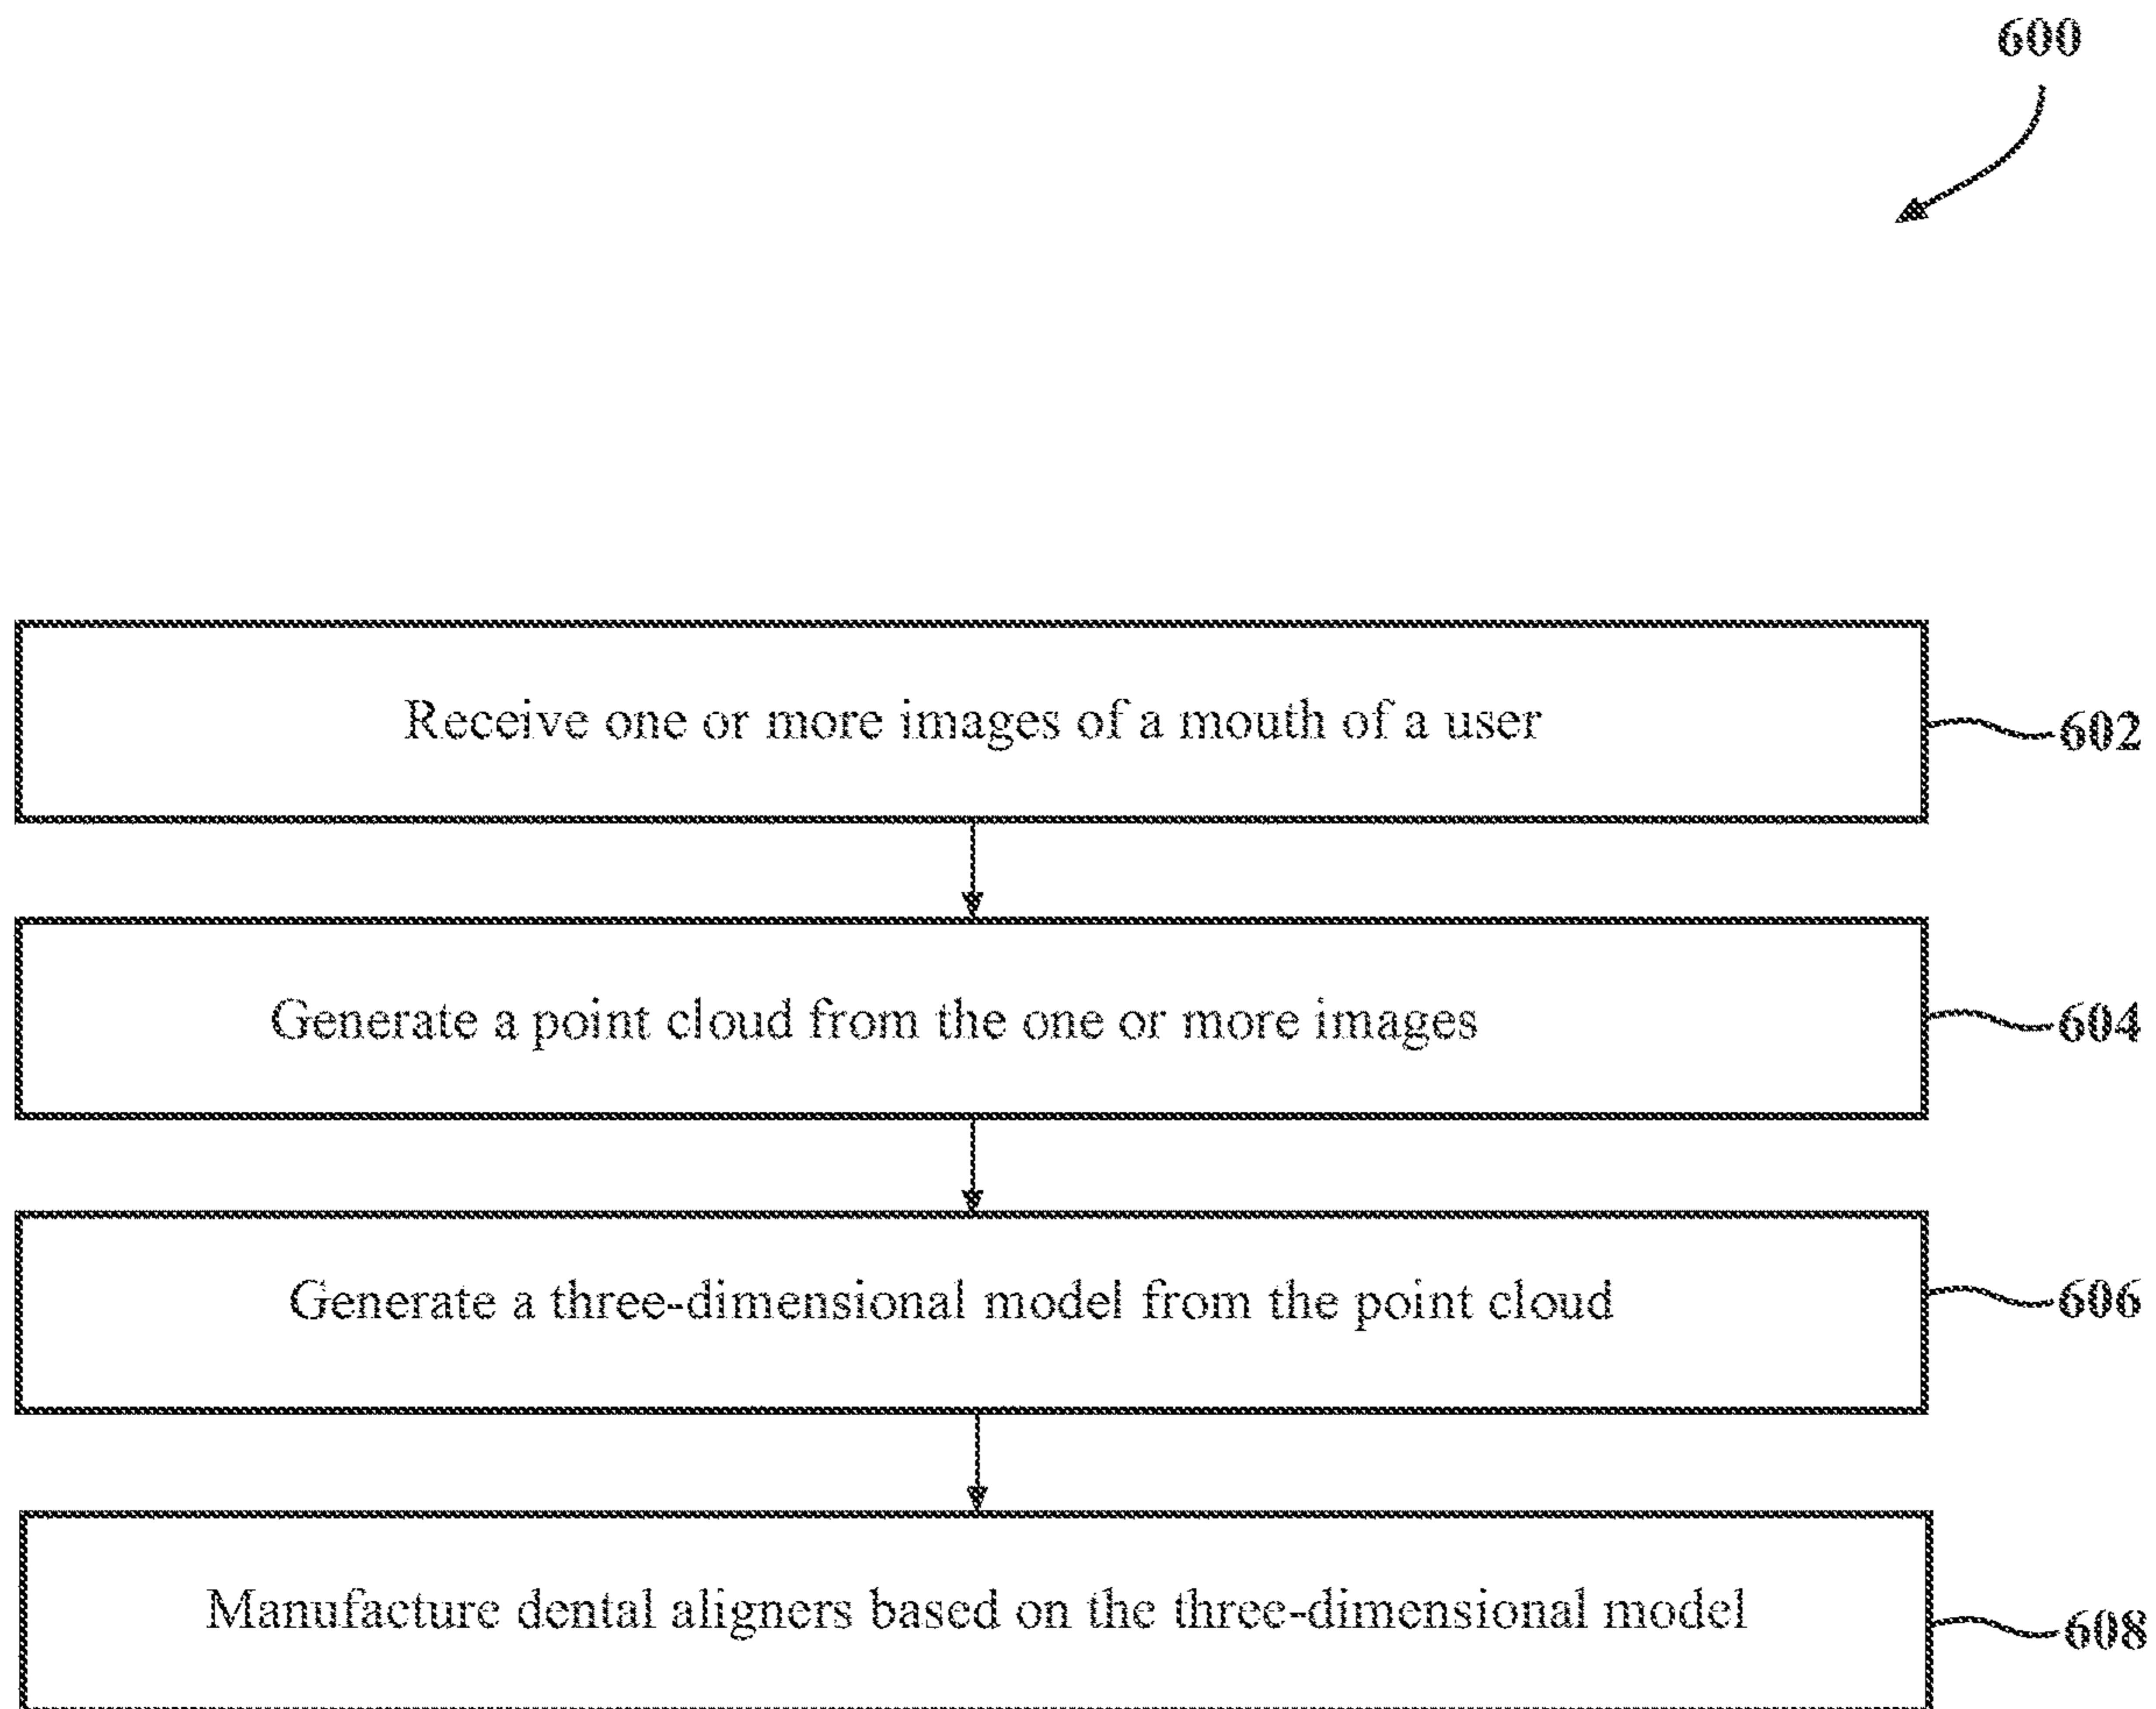 600
Receive one or more images of a mouth of a user
602
Generate a point cloud from the one or more images
604
Generate a three-dimensional model from the point cloud
606
Manufacture dental aligners based on the three-dimensional model
608